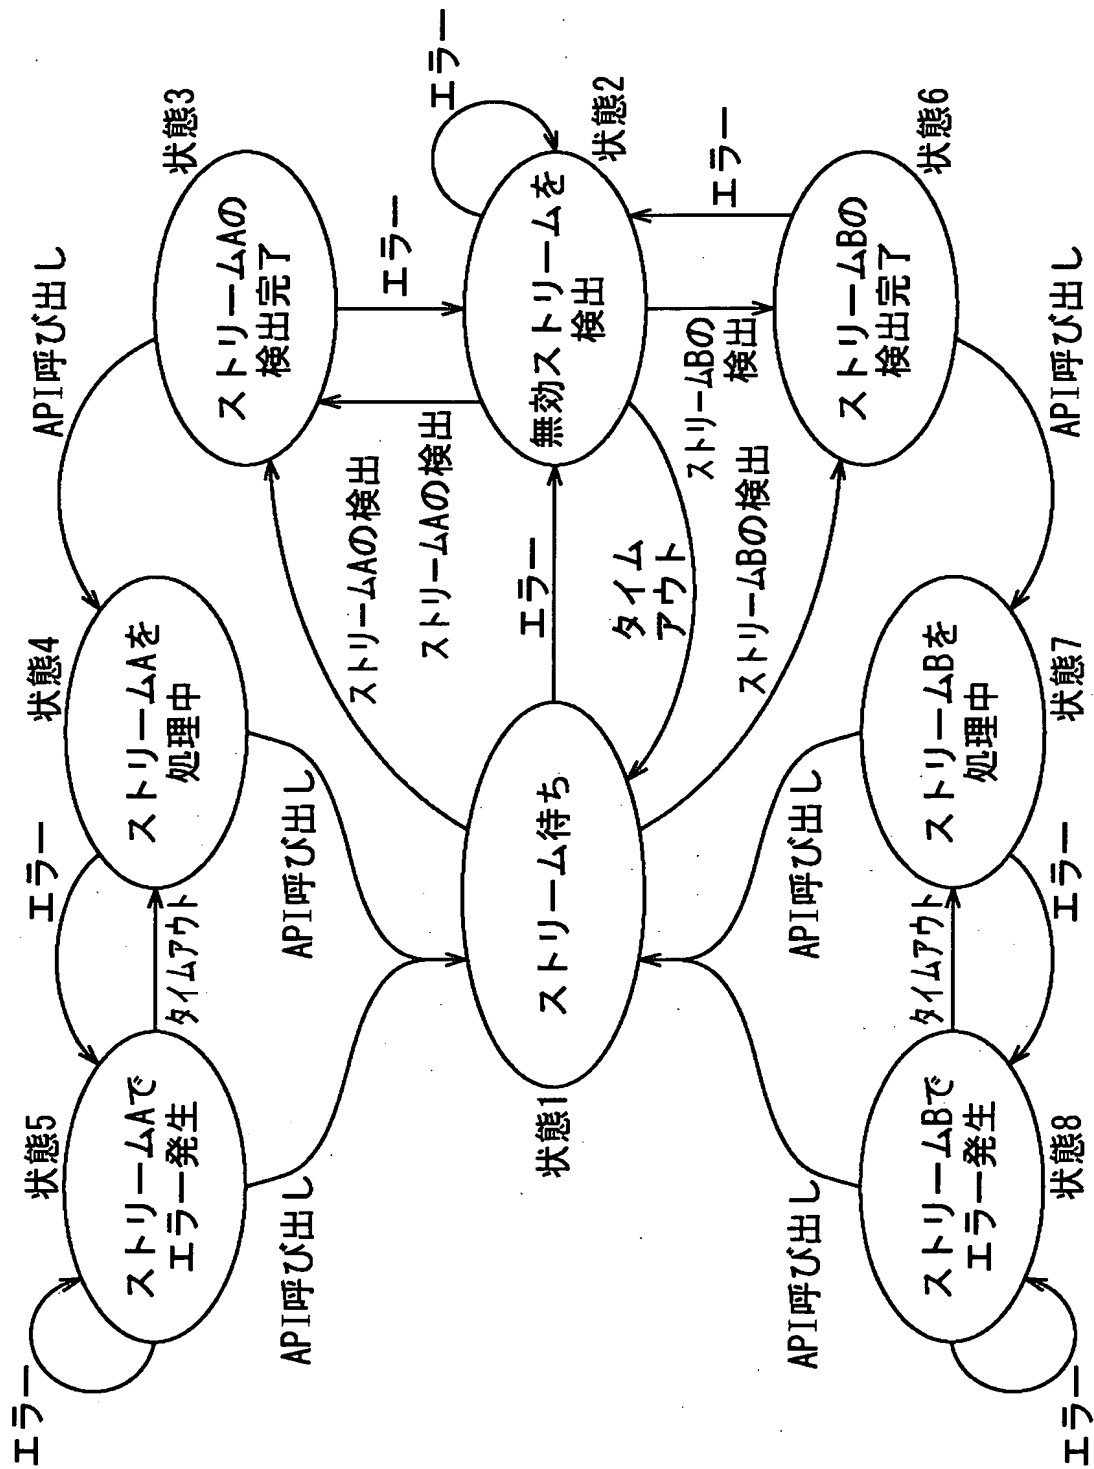 エラー
状態5
ストリームAで
エラー発生
タイムアウト
エラー
API呼び出し
状態4
ストリームAを
処理中
API呼び出し
API呼び出し
状態3
ストリームAの
検出完了
ストリームAの検出
ストリームAの検出
エラー
状態1
ストリーム待ち
エラー
タイム
アウト
無効ストリームを
検出
状態2
エラー
ストリームBの
検出
ストリームBの検出
エラー
ストリームBの
検出完了
状態6
API呼び出し
API呼び出し
ストリームBを
処理中
状態7
API呼び出し
タイムアウト
エラー
ストリームBで
エラー発生
状態8
エラー